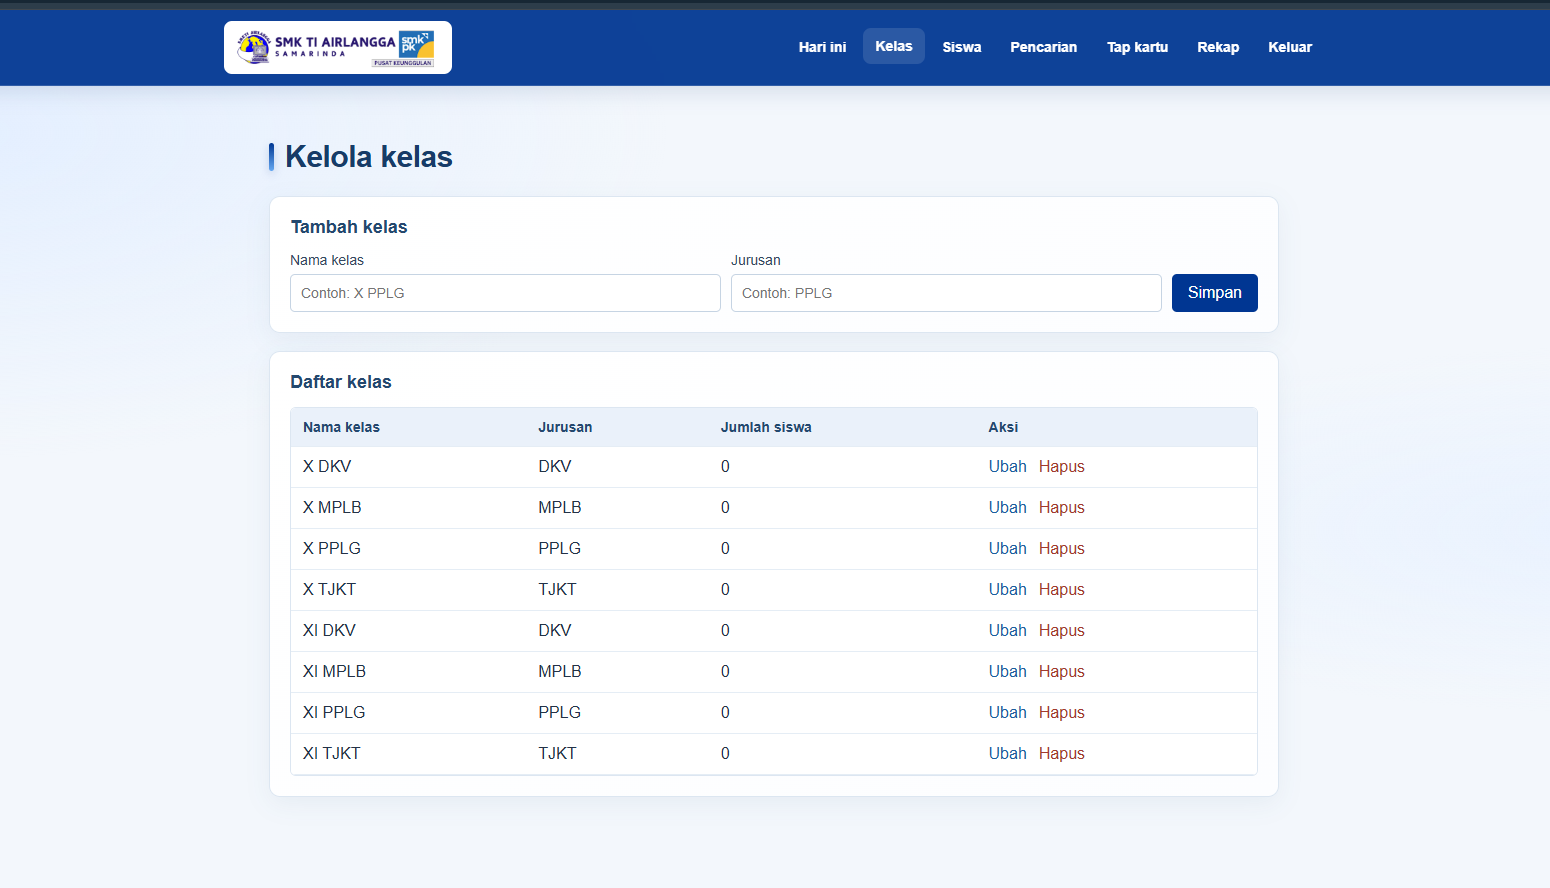 SMK TI AIRLANGGA
SAMARINDA
smk
pk
PUSAT KEUNGGULAN
Hari ini Kelas Siswa Pencarian Tap kartu Rekap Keluar
Kelola kelas
Tambah kelas
Nama kelas Jurusan
Contoh: X PPLG Contoh: PPLG Simpan
Daftar kelas
Nama kelas Jurusan Jumlah siswa Aksi
X DKV DKV 0 Ubah Hapus
X MPLB MPLB 0 Ubah Hapus
X PPLG PPLG 0 Ubah Hapus
X TJKT TJKT 0 Ubah Hapus
XI DKV DKV 0 Ubah Hapus
XI MPLB MPLB 0 Ubah Hapus
XI PPLG PPLG 0 Ubah Hapus
XI TJKT TJKT 0 Ubah Hapus